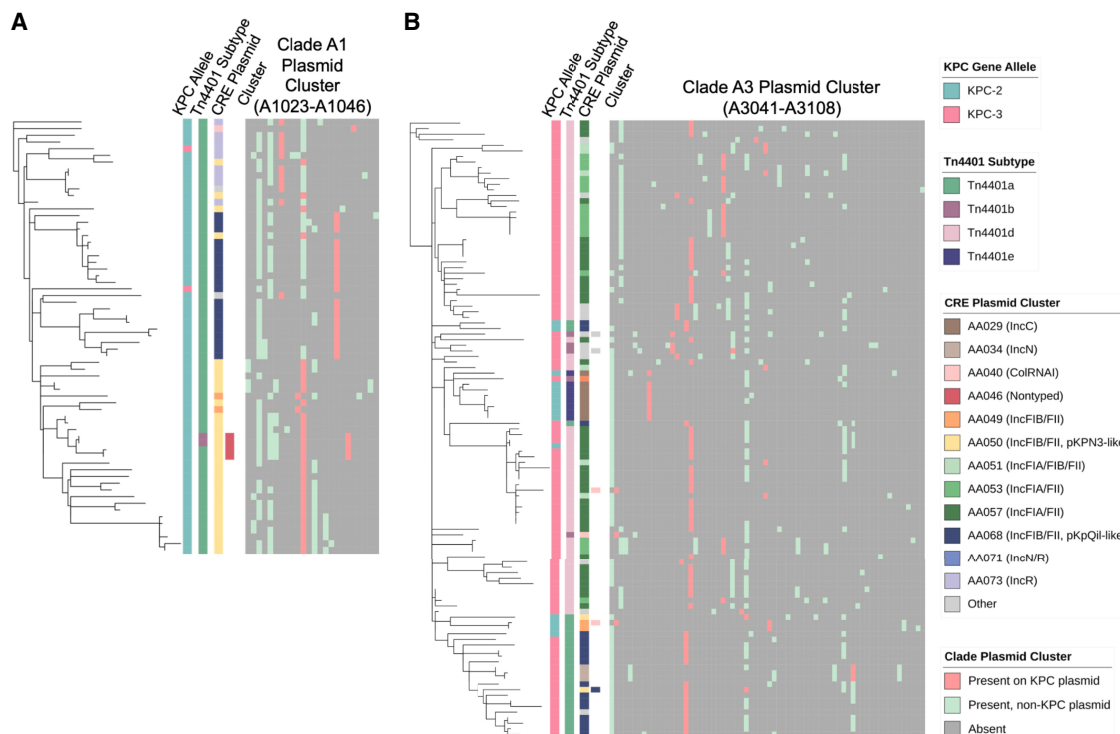 A
KPC Allele
Tn4401 Subtype
CRE Plasmid
Cluster
Clade A1
Plasmid
Cluster
(A1023-A1046)
B
KPC Allele
Tn4401 Subtype
CRE Plasmid
Cluster
Clade A3 Plasmid Cluster
(A3041-A3108)
KPC Gene Allele
KPC-2
KPC-3
Tn4401 Subtype
Tn4401a
Tn4401b
Tn4401d
Tn4401e
CRE Plasmid Cluster
AA029 (IncC)
AA034 (IncN)
AA040 (ColRNAI)
AA046 (Nontyped)
AA049 (IncFIB/FII)
AA050 (IncFIB/FII, pKPN3-like
AA051 (IncFIA/FIB/FII)
AA053 (IncFIA/FII)
AA057 (IncFIA/FII)
AA068 (IncFIB/FII, pKpQil-like
AA071 (IncN/R)
AA073 (IncR)
Other
Clade Plasmid Cluster
Present on KPC plasmid
Present, non-KPC plasmid
Absent